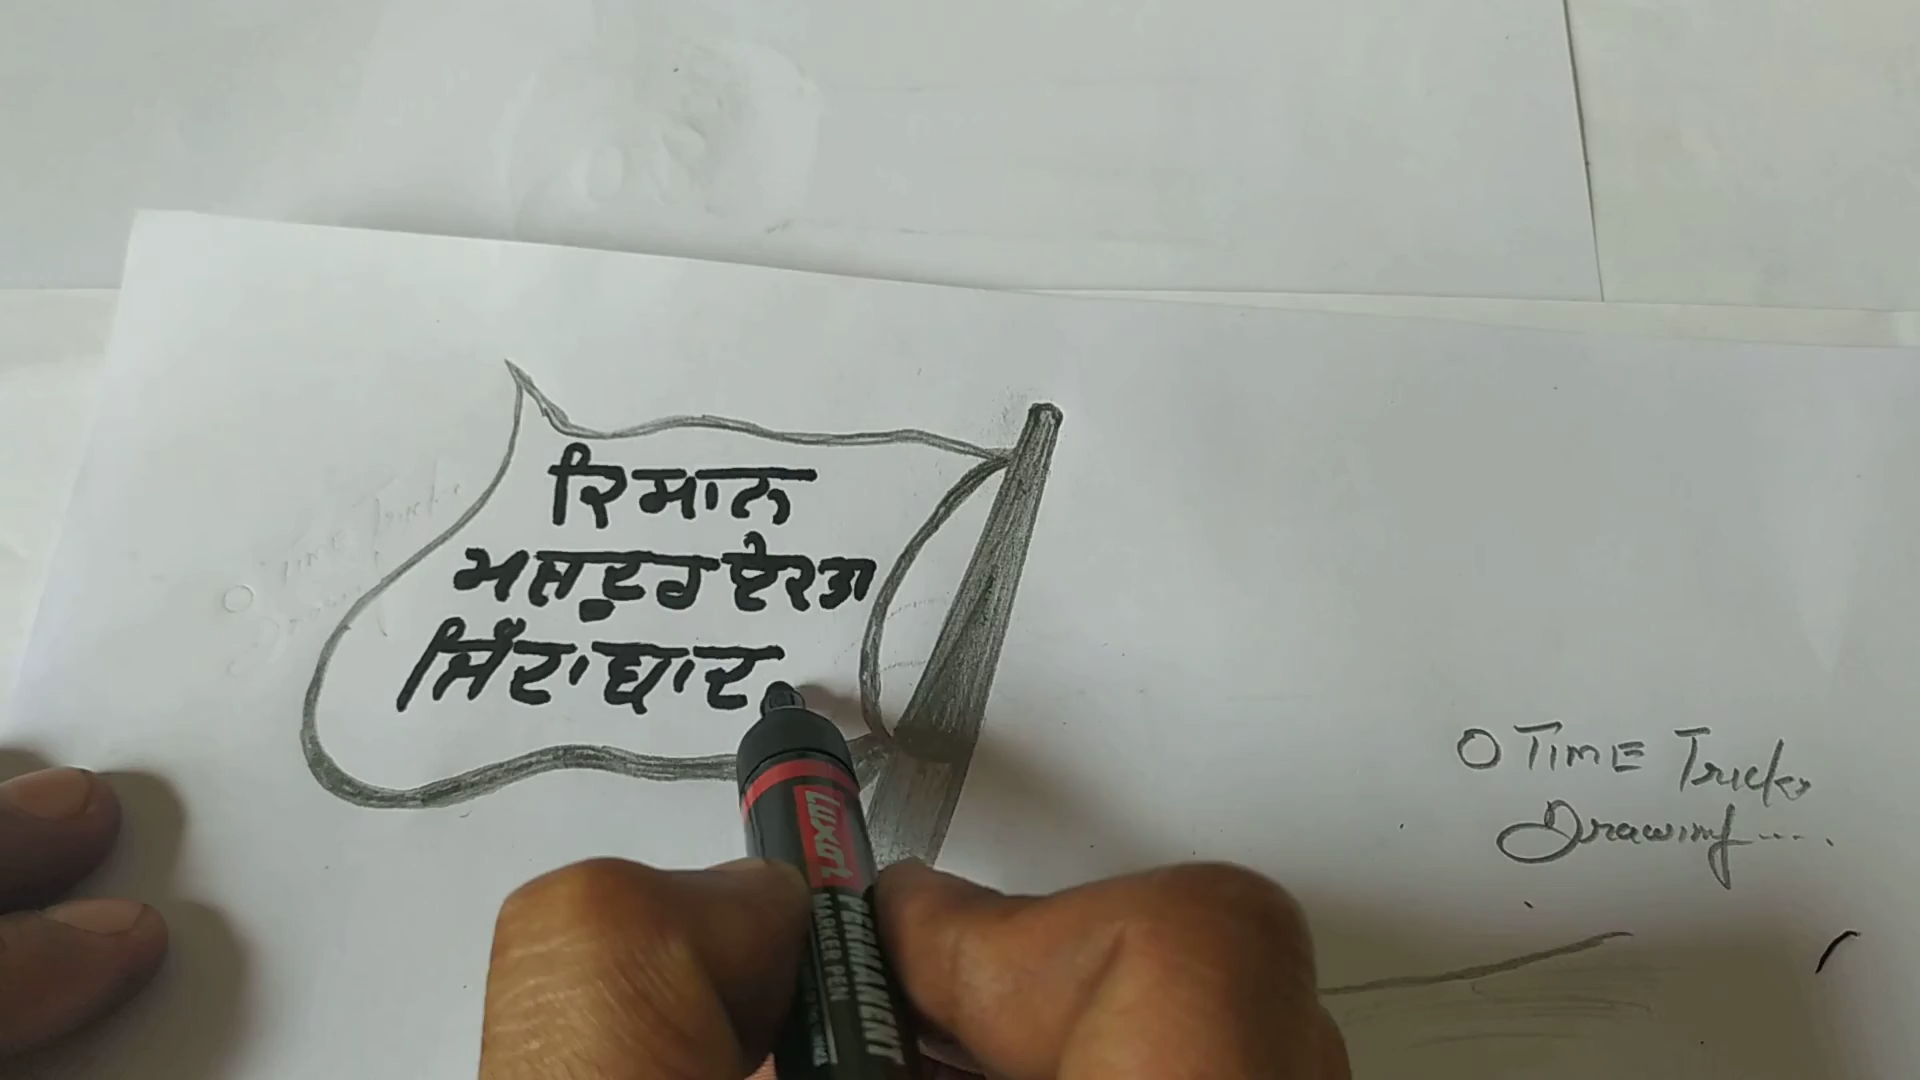 ਕਿਸਾਨ
ਮਜ਼ਦੂਰ ਏਕਤਾ
ਜਿੰਦਾਬਾਦ
O TIME Tricks
Drawing....
LUXOR
PERMANENT
MARKER PEN